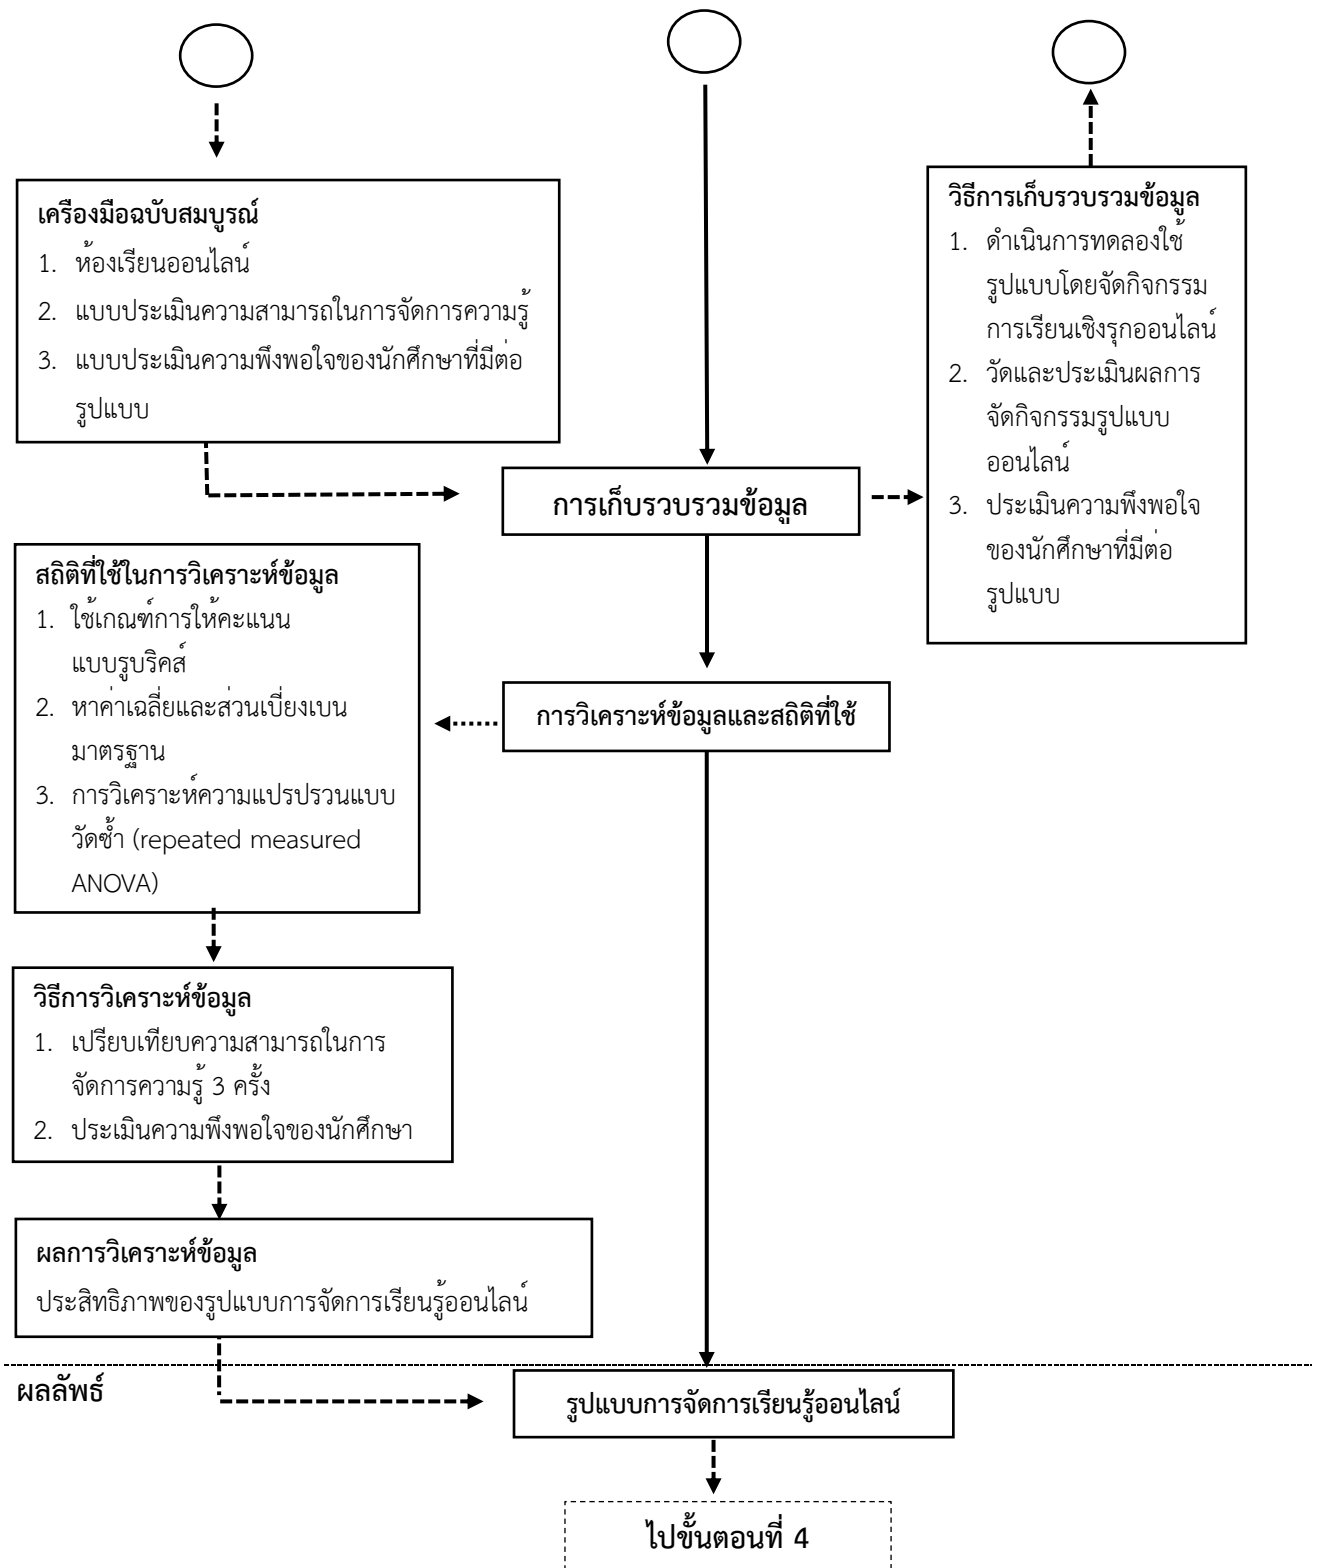 เครื่องมือฉบับสมบูรณ์
1. ห้องเรียนออนไลน์
2. แบบประเมินความสามารถในการจัดการความรู้
3. แบบประเมินความพึงพอใจของนักศึกษาที่มีต่อ
รูปแบบ
วิธีการเก็บรวบรวมข้อมูล
1. ดำเนินการทดลองใช้
รูปแบบโดยจัดกิจกรรม
การเรียนเชิงรุกออนไลน์
2. วัดและประเมินผลการ
จัดกิจกรรมรูปแบบ
ออนไลน์
3. ประเมินความพึงพอใจ
ของนักศึกษาที่มีต่อ
รูปแบบ
การเก็บรวบรวมข้อมูล
สถิติที่ใช้ในการวิเคราะห์ข้อมูล
1. ใช้เกณฑ์การให้คะแนน
แบบรูบริคส์
2. หาค่าเฉลี่ยและส่วนเบี่ยงเบน
มาตรฐาน
3. การวิเคราะห์ความแปรปรวนแบบ
วัดซ้ำ (repeated measured
ANOVA)
การวิเคราะห์ข้อมูลและสถิติที่ใช้
วิธีการวิเคราะห์ข้อมูล
1. เปรียบเทียบความสามารถในการ
จัดการความรู้ 3 ครั้ง
2. ประเมินความพึงพอใจของนักศึกษา
ผลการวิเคราะห์ข้อมูล
ประสิทธิภาพของรูปแบบการจัดการเรียนรู้ออนไลน์
ผลลัพธ์
รูปแบบการจัดการเรียนรู้ออนไลน์
ไปขั้นตอนที่ 4